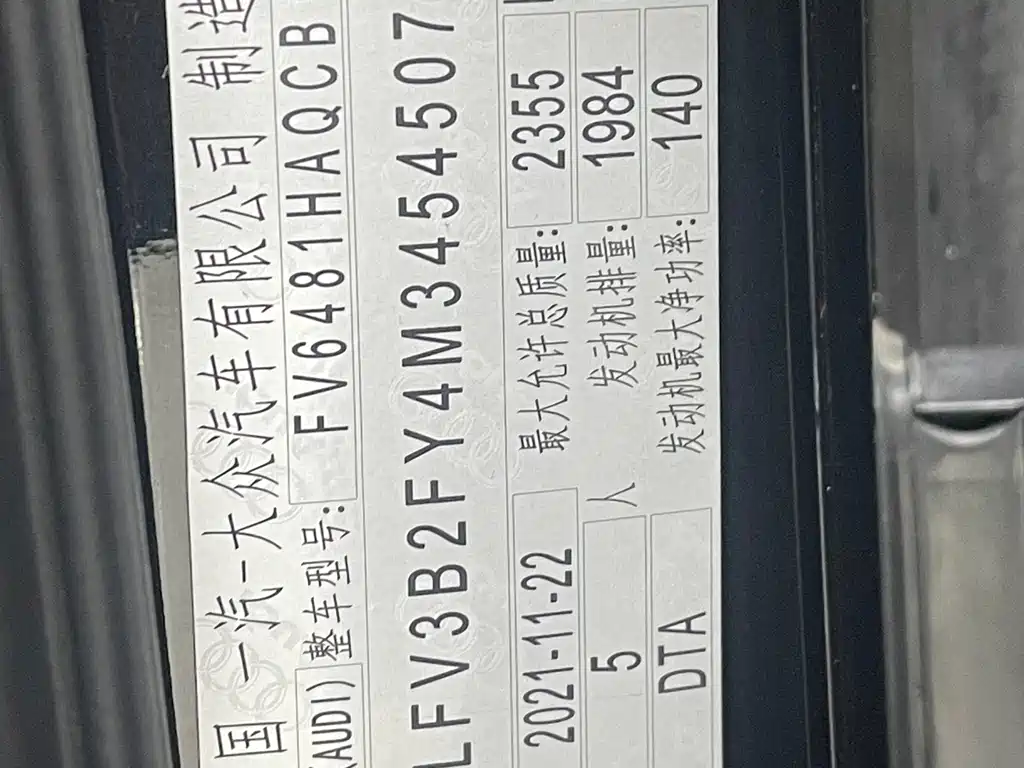 国一汽-大众汽车有限公司 制造
(AUDI) 整车型号: FV6481HAQCB
LFV3B2FY4M3454507
2021-11-22 最大允许总质量: 2355
5 人 发动机排量: 1984
DTA 发动机最大净功率: 140